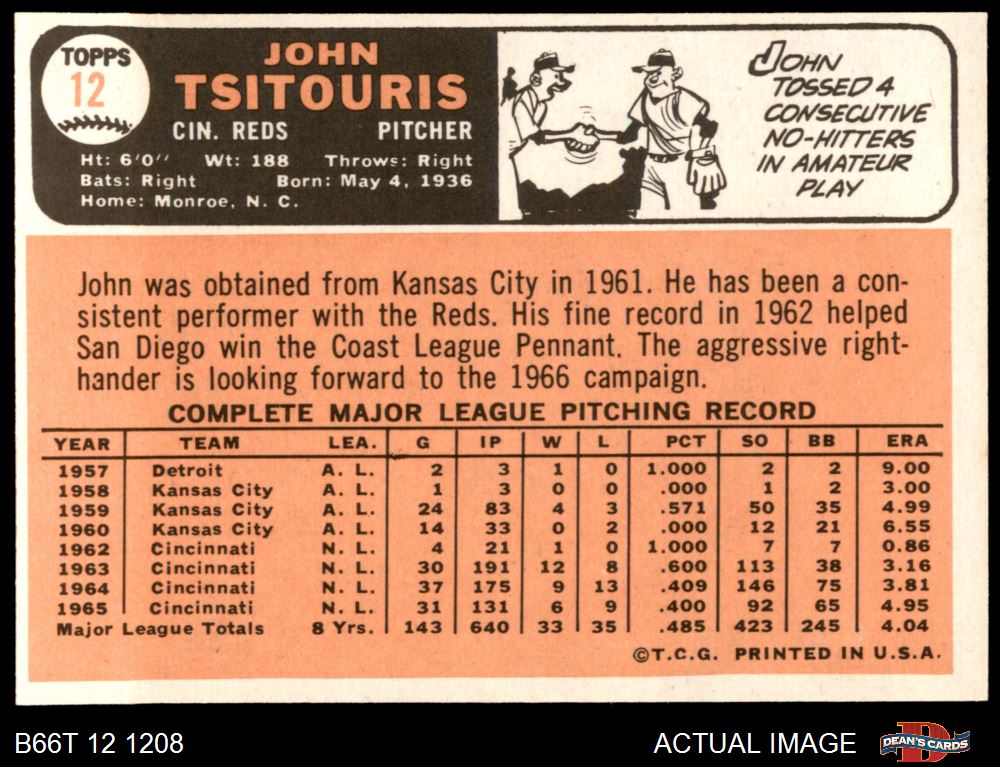 TOPPS
12
JOHN
TSITOURIS
CIN. REDS PITCHER
Ht: 6'0" Wt: 188 Throws: Right
Bats: Right Born: May 4, 1936
Home: Monroe, N. C.
JOHN
TOSSED 4
CONSECUTIVE
NO-HITTERS
IN AMATEUR
PLAY
John was obtained from Kansas City in 1961. He has been a con-
sistent performer with the Reds. His fine record in 1962 helped
San Diego win the Coast League Pennant. The aggressive right-
hander is looking forward to the 1966 campaign.
COMPLETE MAJOR LEAGUE PITCHING RECORD
YEAR TEAM LEA. G IP W L PCT SO BB ERA
1957 Detroit A. L. 2 3 1 0 1.000 2 2 9.00
1958 Kansas City A. L. 1 3 0 0 .000 1 2 3.00
1959 Kansas City A. L. 24 83 4 3 .571 50 35 4.99
1960 Kansas City A. L. 14 33 0 2 .000 12 21 6.55
1962 Cincinnati N. L. 4 21 1 0 1.000 7 7 0.86
1963 Cincinnati N. L. 30 191 12 8 .600 113 38 3.16
1964 Cincinnati N. L. 37 175 9 13 .409 146 75 3.81
1965 Cincinnati N. L. 31 131 6 9 .400 92 65 4.95
Major League Totals 8 Yrs. 143 640 33 35 .485 423 245 4.04
©T.C.G. PRINTED IN U.S.A.
B66T 12 1208 ACTUAL IMAGE
DEAN'S CARDS